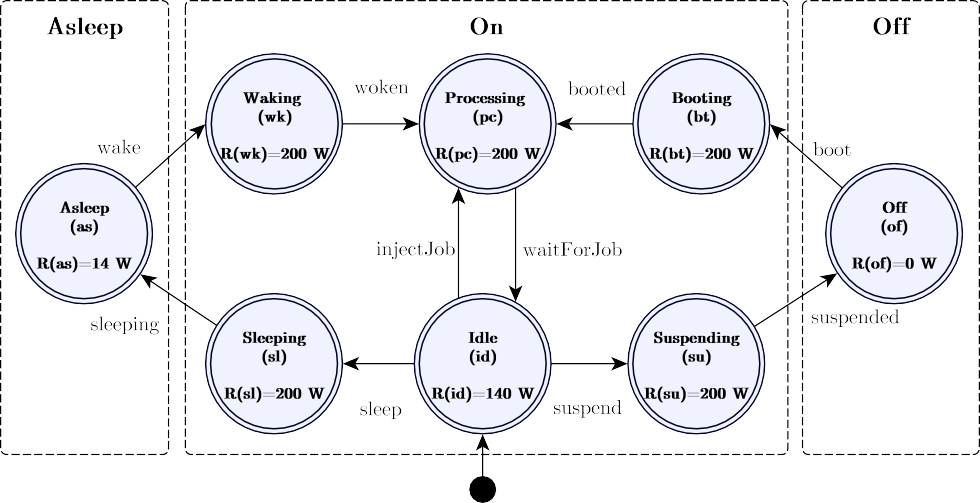 Asleep
On
Off
Waking
(wk)
R(wk)=200 W
woken
Processing
(pc)
R(pc)=200 W
booted
Booting
(bt)
R(bt)=200 W
wake
boot
Asleep
(as)
R(as)=14 W
injectJob
waitForJob
Off
(of)
R(of)=0 W
sleeping
suspended
Sleeping
(sl)
R(sl)=200 W
sleep
Idle
(id)
R(id)=140 W
suspend
Suspending
(su)
R(su)=200 W